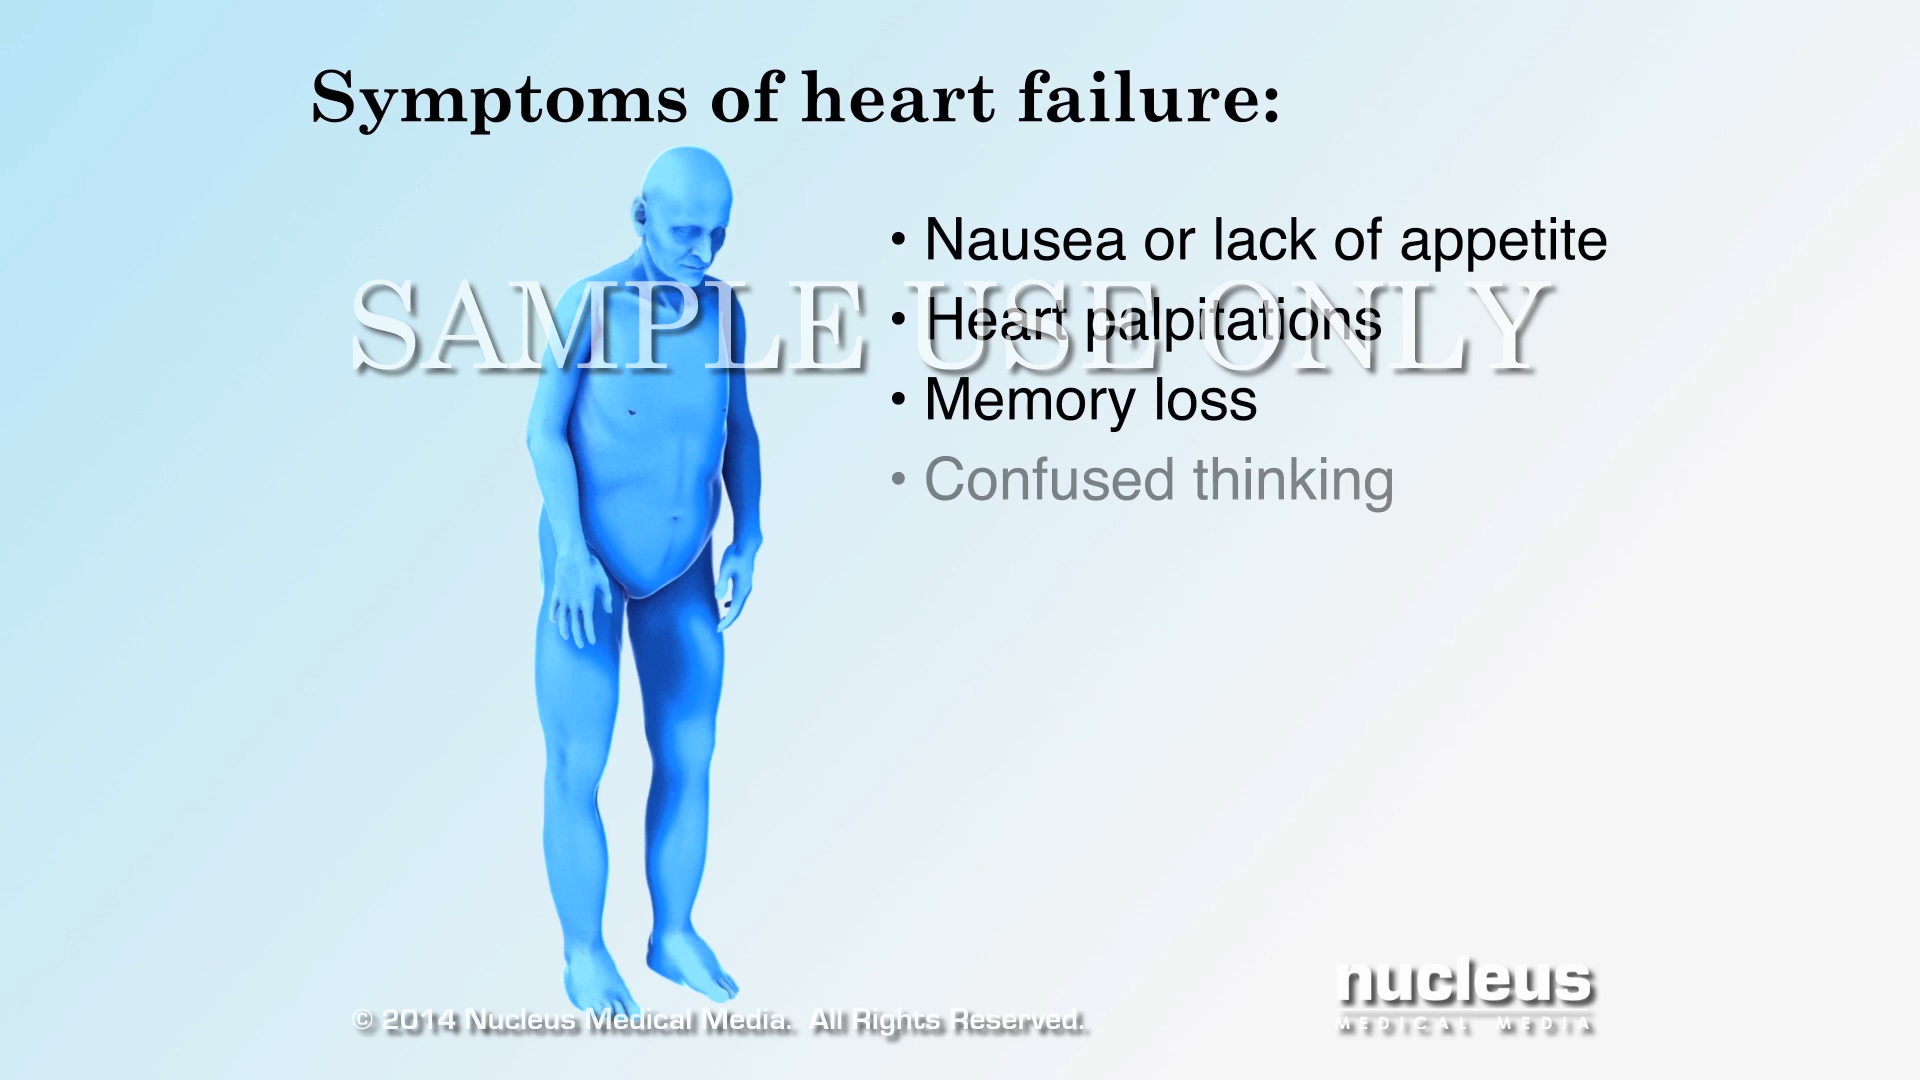 Symptoms of heart failure:
• Nausea or lack of appetite
SAMPLE USE ONLY
• Heart palpitations
• Memory loss
• Confused thinking
nucleus
MEDICAL MEDIA
© 2014 Nucleus Medical Media. All Rights Reserved.